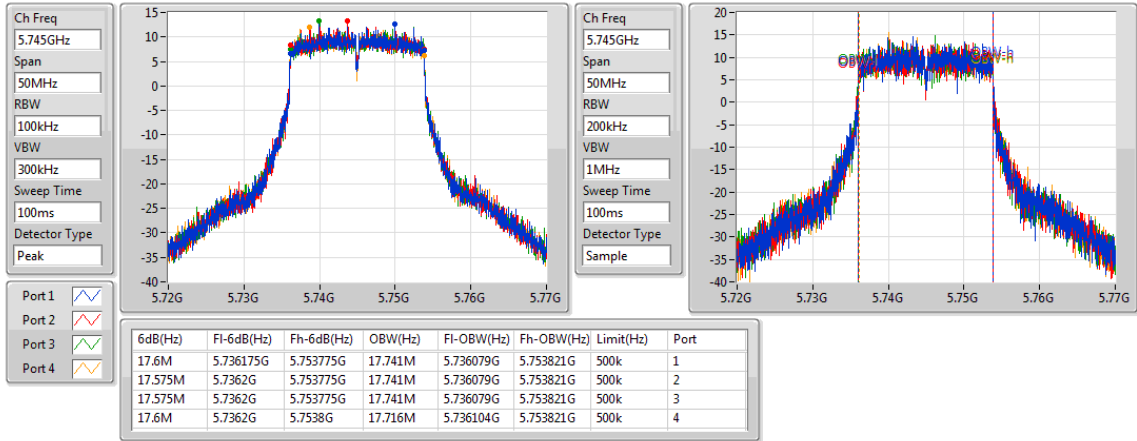 Ch Freq
5.745GHz
Span
50MHz
RBW
100kHz
VBW
300kHz
Sweep Time
100ms
Detector Type
Peak
15
10
5
0
-5
-10
-15
-20
-25
-30
-35
-40
5.72G 5.73G 5.74G 5.75G 5.76G 5.77G
Ch Freq
5.745GHz
Span
50MHz
RBW
200kHz
VBW
1MHz
Sweep Time
100ms
Detector Type
Sample
20
15
10
5
0
-5
-10
-15
-20
-25
-30
-35
-40
5.72G 5.73G 5.74G 5.75G 5.76G 5.77G
Port 1
Port 2
Port 3
Port 4
6dB(Hz) Fl-6dB(Hz) Fh-6dB(Hz) OBW(Hz) Fl-OBW(Hz) Fh-OBW(Hz) Limit(Hz) Port
17.6M 5.736175G 5.753775G 17.741M 5.736079G 5.753821G 500k 1
17.575M 5.7362G 5.753775G 17.741M 5.736079G 5.753821G 500k 2
17.575M 5.7362G 5.753775G 17.741M 5.736079G 5.753821G 500k 3
17.6M 5.7362G 5.7538G 17.716M 5.736104G 5.753821G 500k 4